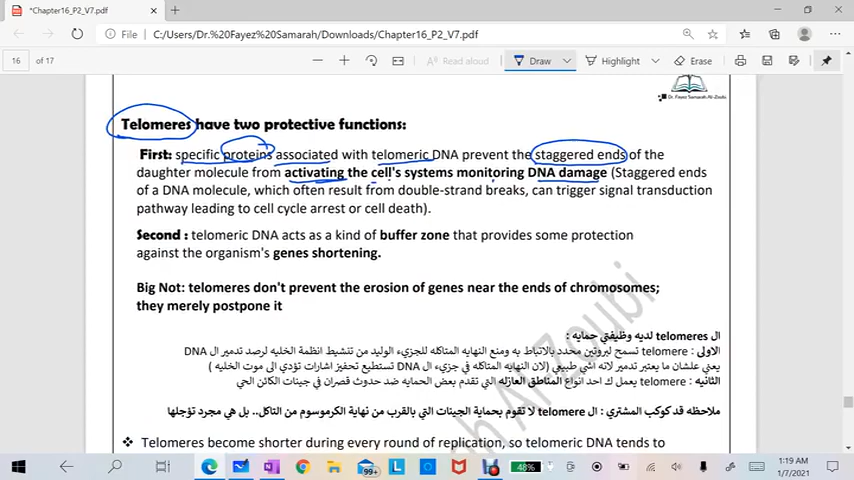 *Chapter16_P2_V7.pdf
File
C:/Users/Dr.%20Fayez%20Samarah/Downloads/Chapter16_P2_V7.pdf
16 of 17
Read aloud
Draw
Highlight
Erase
Dr. Fayez Samarah Al-Zoubi
Telomeres have two protective functions:
First: specific proteins associated with telomeric DNA prevent the staggered ends of the
daughter molecule from activating the cell's systems monitoring DNA damage (Staggered ends
of a DNA molecule, which often result from double-strand breaks, can trigger signal transduction
pathway leading to cell cycle arrest or cell death).
Second : telomeric DNA acts as a kind of buffer zone that provides some protection
against the organism's genes shortening.
Big Not: telomeres don't prevent the erosion of genes near the ends of chromosomes;
they merely postpone it
ال telomeres لديه وظيفتي حمايه :
الاولى : telomere تسمح لبروتين محدد بالاتباط به ومنع النهايه المتاكله للجزيء الوليد من تنشيط انظمة الخليه لرصد تدمير ال DNA
يعني علشان ما يعتبر تدمير لانه اشي طبيعي (لان النهايه المتاكله في جزيء ال DNA تستطيع تحفيز اشارات تؤدي الى موت الخليه )
الثانيه : telomere يعمل ك احد انواع المناطق العازله التي تقدم بعض الحمايه ضد حدوث قصران في جينات الكائن الحي
ملاحظه قد كوكب المشتري : ال telomere لا تقوم بحماية الجينات التي بالقرب من نهاية الكرموسوم من التاكل.. بل هي مجرد تؤجلها
h Al-Zoubi
❖ Telomeres become shorter during every round of replication, so telomeric DNA tends to
99+
48%
1:19 AM
1/7/2021